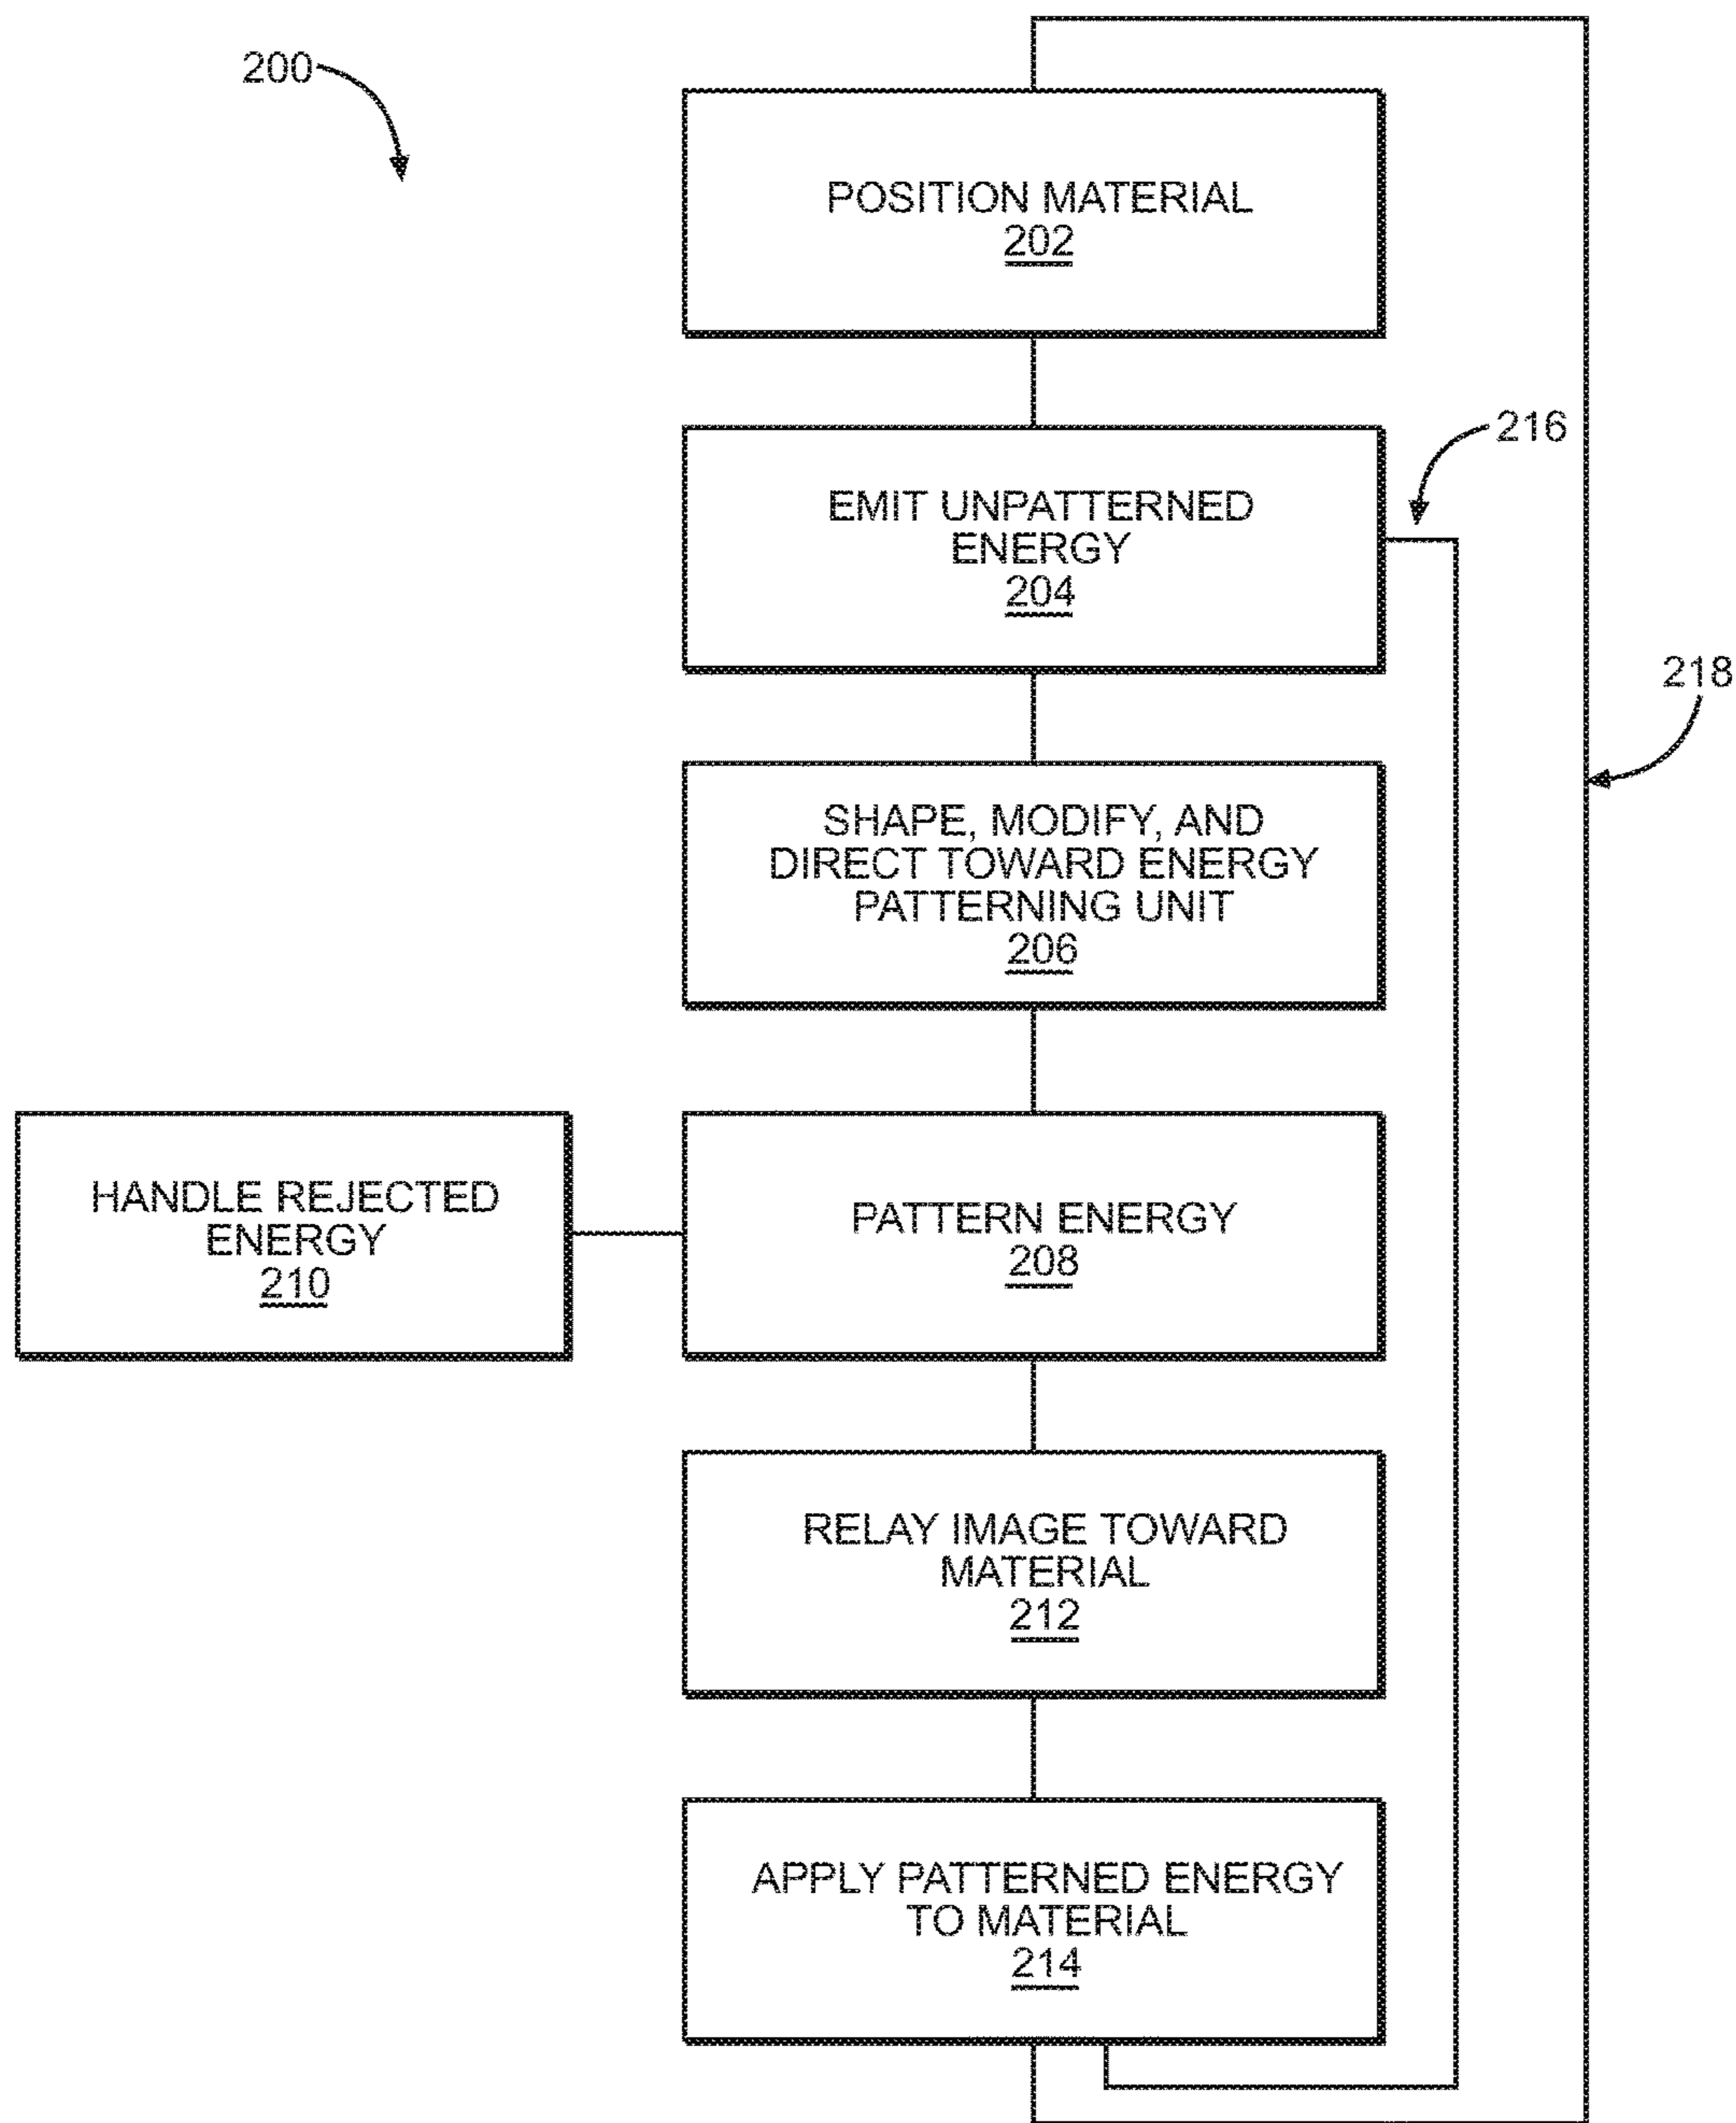 200
POSITION MATERIAL
202
EMIT UNPATTERNED
ENERGY
204
216
218
SHAPE, MODIFY, AND
DIRECT TOWARD ENERGY
PATTERNING UNIT
206
HANDLE REJECTED
ENERGY
210
PATTERN ENERGY
208
RELAY IMAGE TOWARD
MATERIAL
212
APPLY PATTERNED ENERGY
TO MATERIAL
214